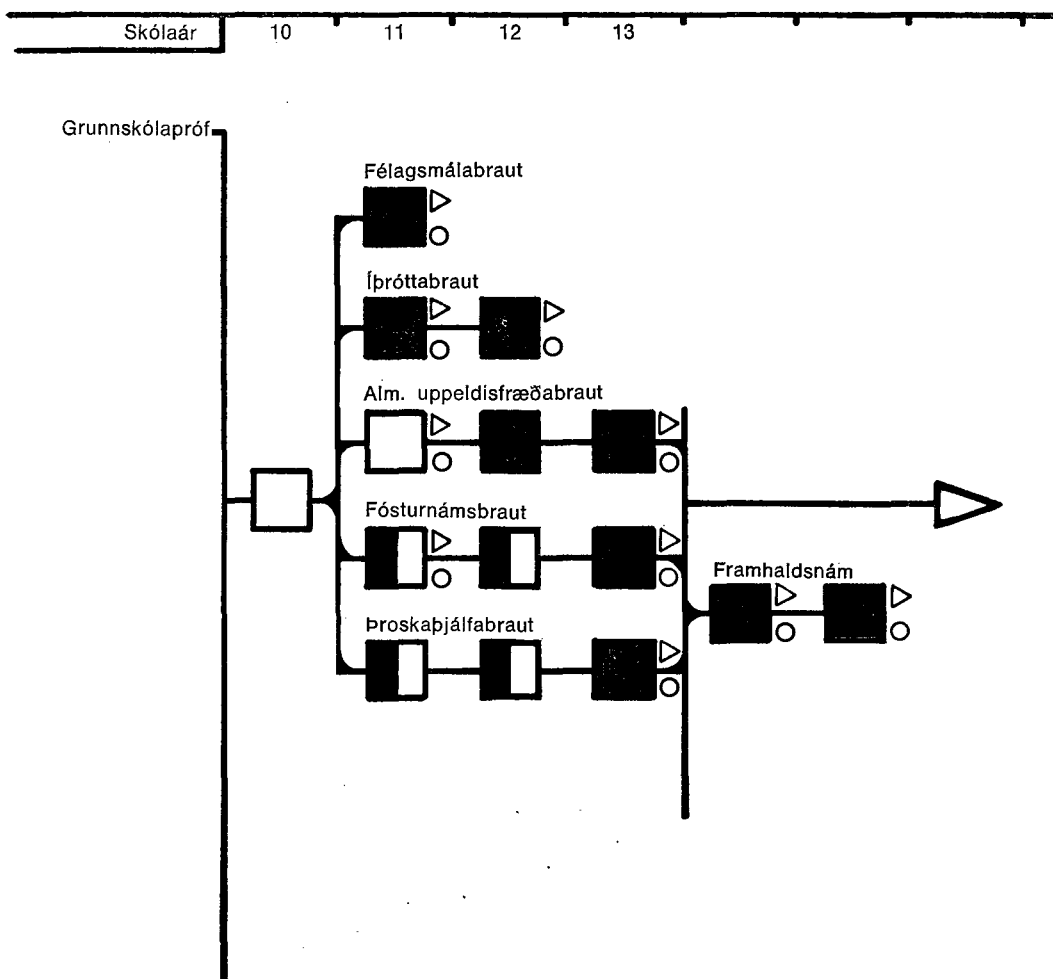 Skólaár 10 11 12 13
Grunnskólapróf
Félagsmálabraut
Íþróttabraut
Alm. uppeldisfræðabraut
Fósturnámsbraut
Framhaldsnám
Þroskaþjálfabraut